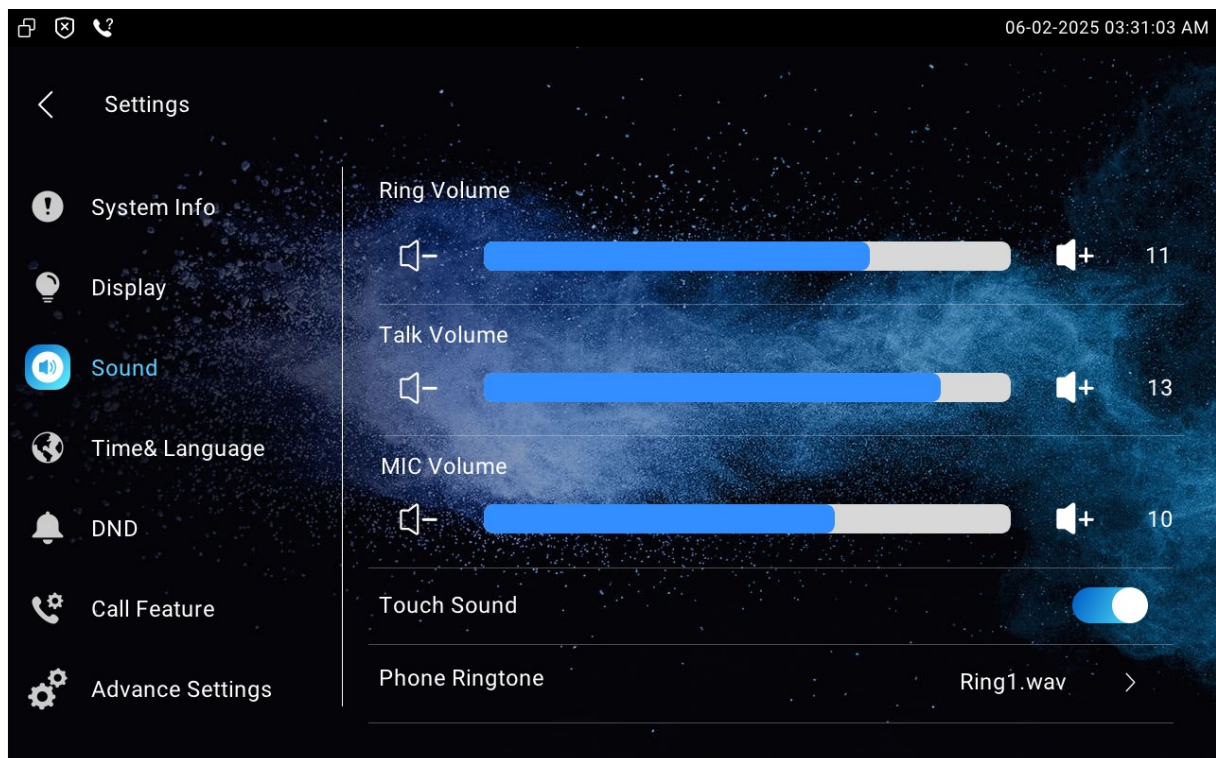 06-02-2025 03:31:03 AM
Settings
System Info
Display
Sound
Time& Language
DND
Call Feature
Advance Settings
Ring Volume
11
Talk Volume
13
MIC Volume
10
Touch Sound
Phone Ringtone Ring1.wav